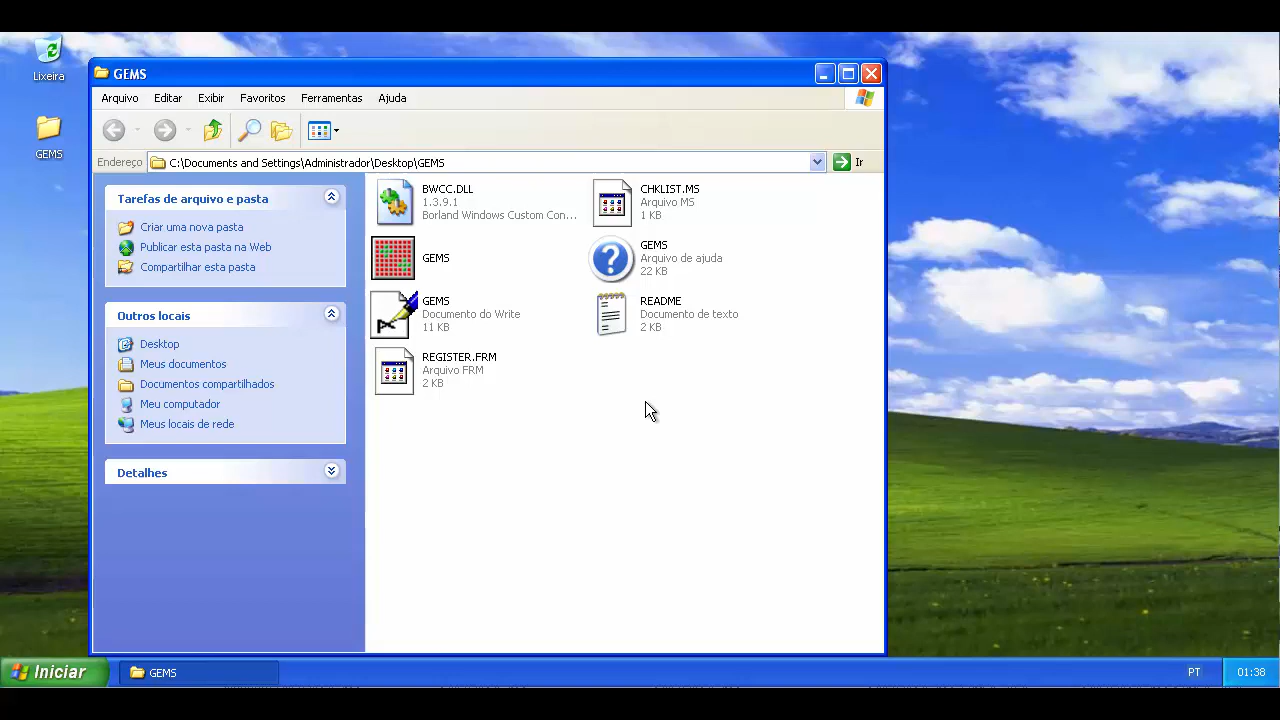 Lixeira
GEMS
GEMS
Arquivo Editar Exibir Favoritos Ferramentas Ajuda
Endereço C:\Documents and Settings\Administrador\Desktop\GEMS Ir
Tarefas de arquivo e pasta
Criar uma nova pasta
Publicar esta pasta na Web
Compartilhar esta pasta
Outros locais
Desktop
Meus documentos
Documentos compartilhados
Meu computador
Meus locais de rede
Detalhes
BWCC.DLL
1.3.9.1
Borland Windows Custom Con...
CHKLIST.MS
Arquivo MS
1 KB
GEMS
GEMS
Arquivo de ajuda
22 KB
GEMS
Documento do Write
11 KB
README
Documento de texto
2 KB
REGISTER.FRM
Arquivo FRM
2 KB
Iniciar GEMS PT 01:38